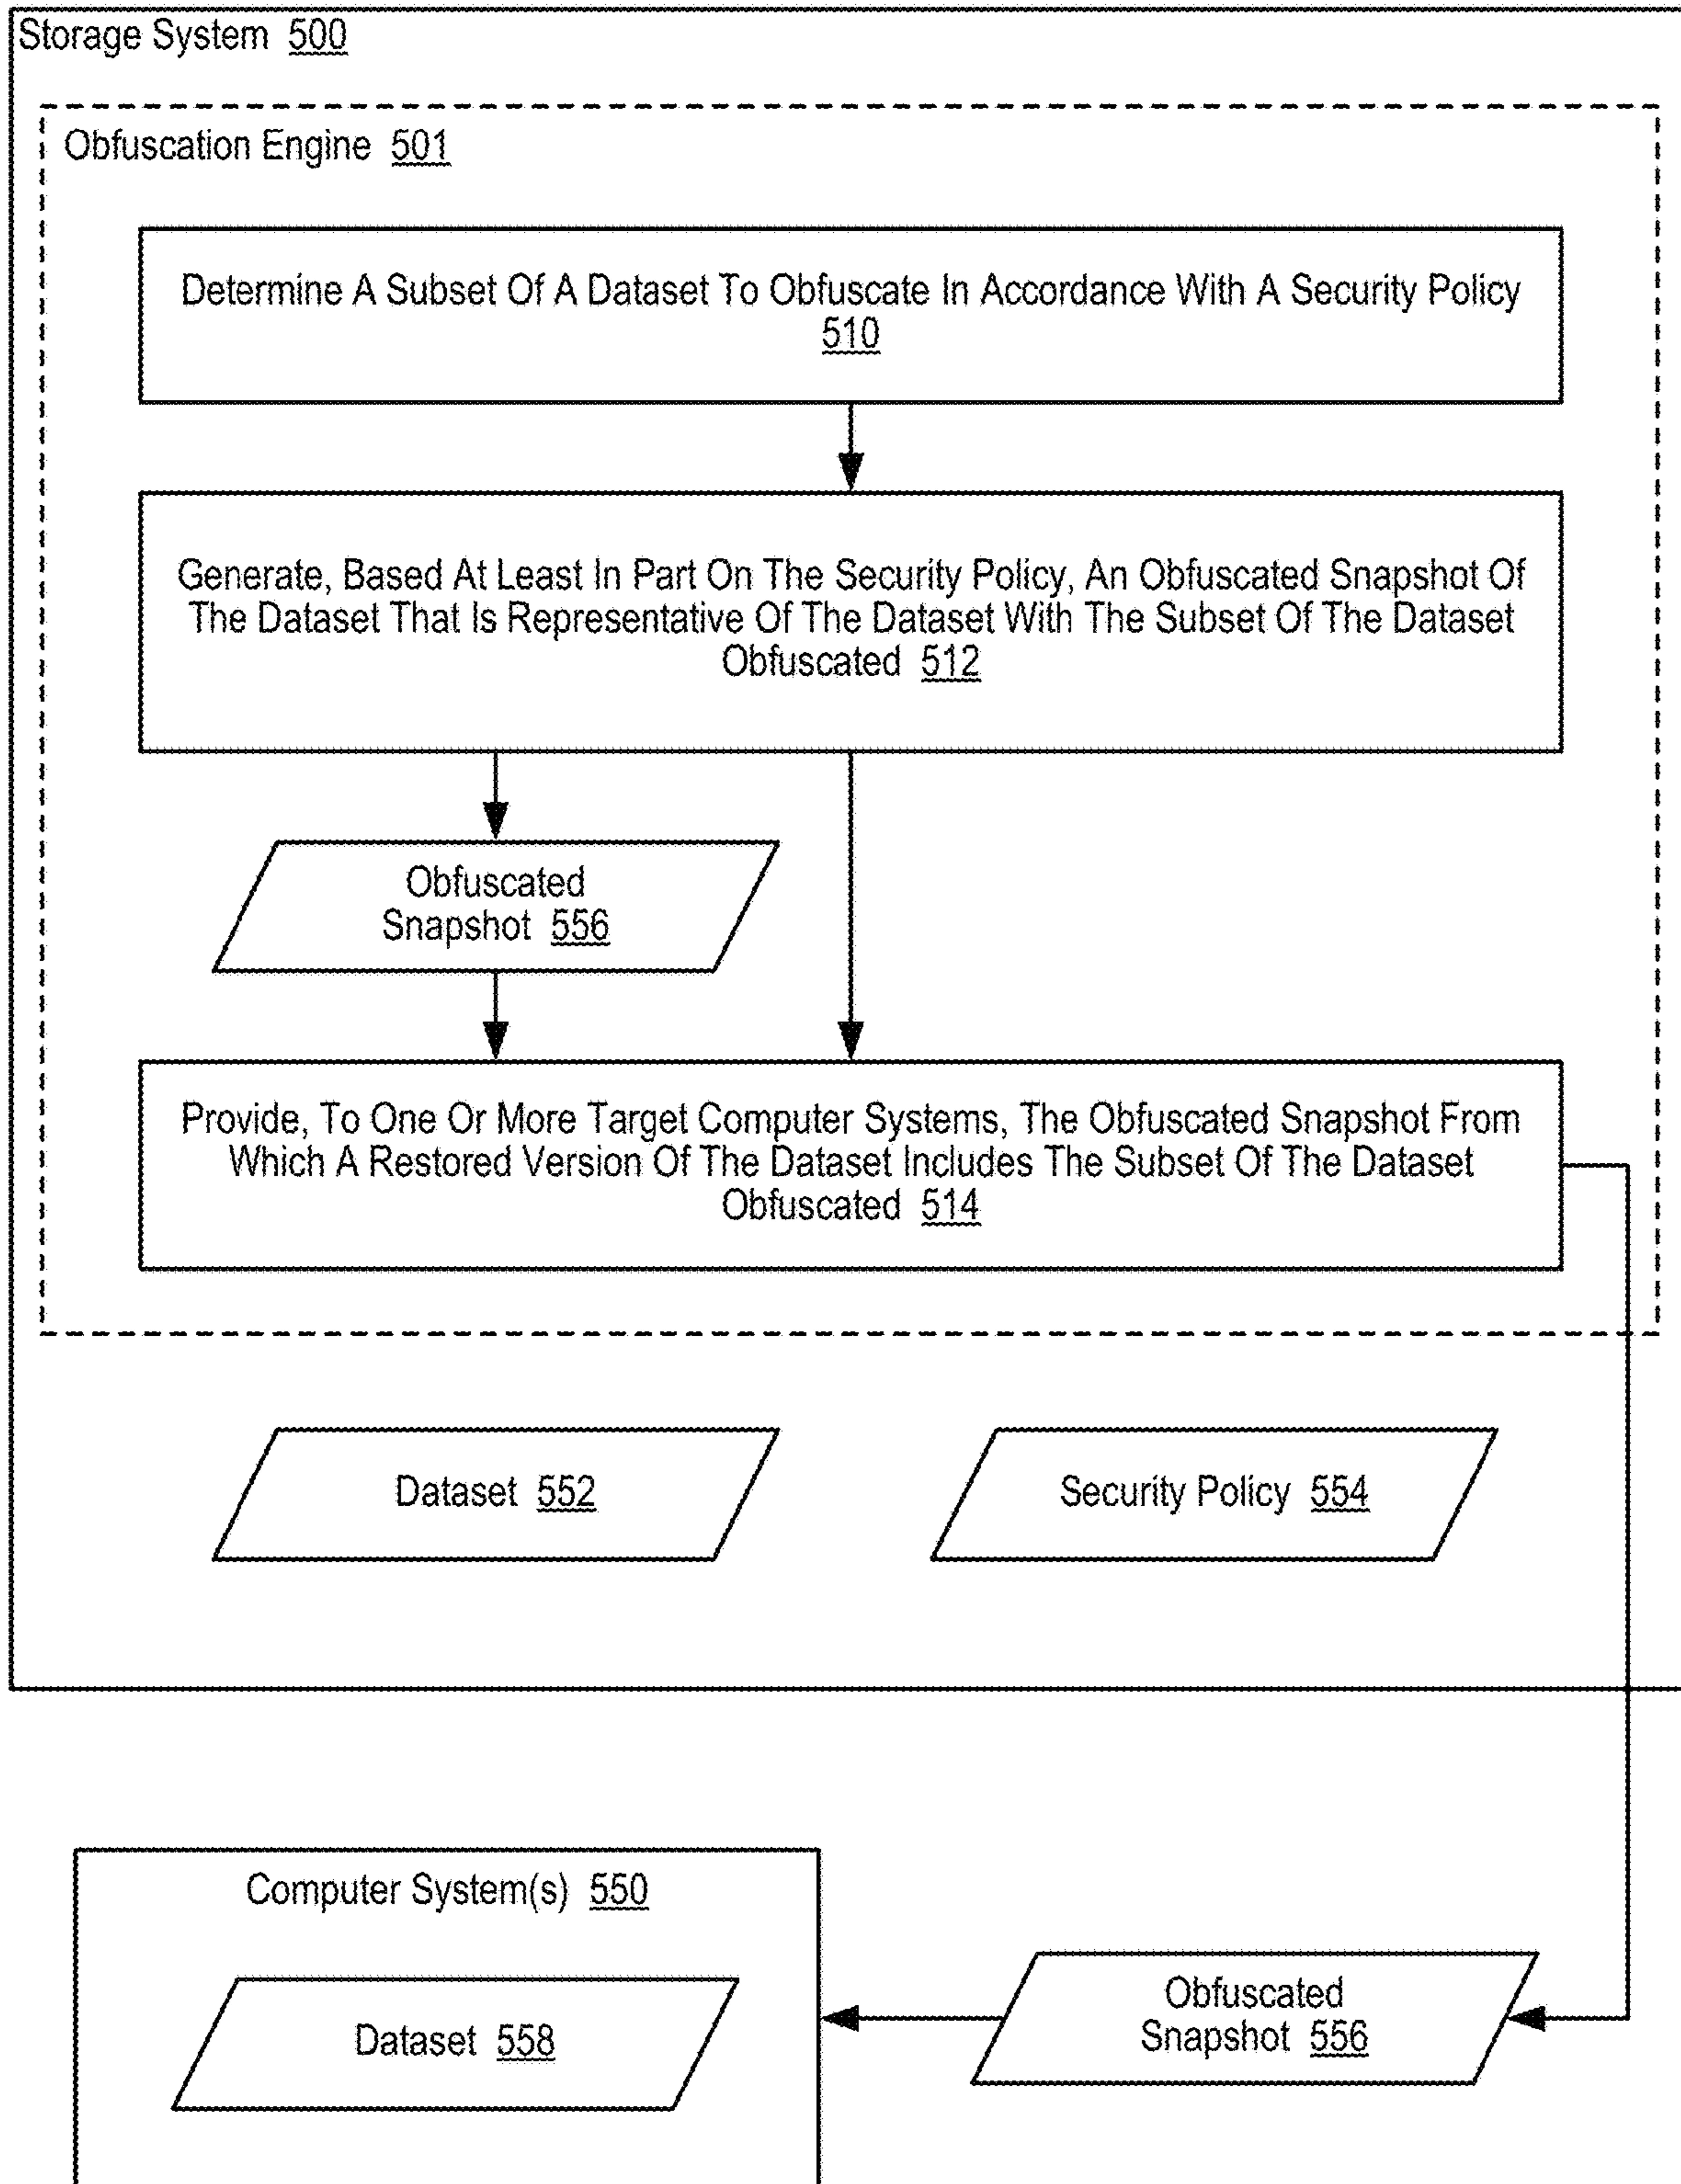 Storage System 500
Obfuscation Engine 501
Determine A Subset Of A Dataset To Obfuscate In Accordance With A Security Policy
510
Generate, Based At Least In Part On The Security Policy, An Obfuscated Snapshot Of
The Dataset That Is Representative Of The Dataset With The Subset Of The Dataset
Obfuscated 512
Obfuscated
Snapshot 556
Provide, To One Or More Target Computer Systems, The Obfuscated Snapshot From
Which A Restored Version Of The Dataset Includes The Subset Of The Dataset
Obfuscated 514
Dataset 552
Security Policy 554
Computer System(s) 550
Dataset 558
Obfuscated
Snapshot 556